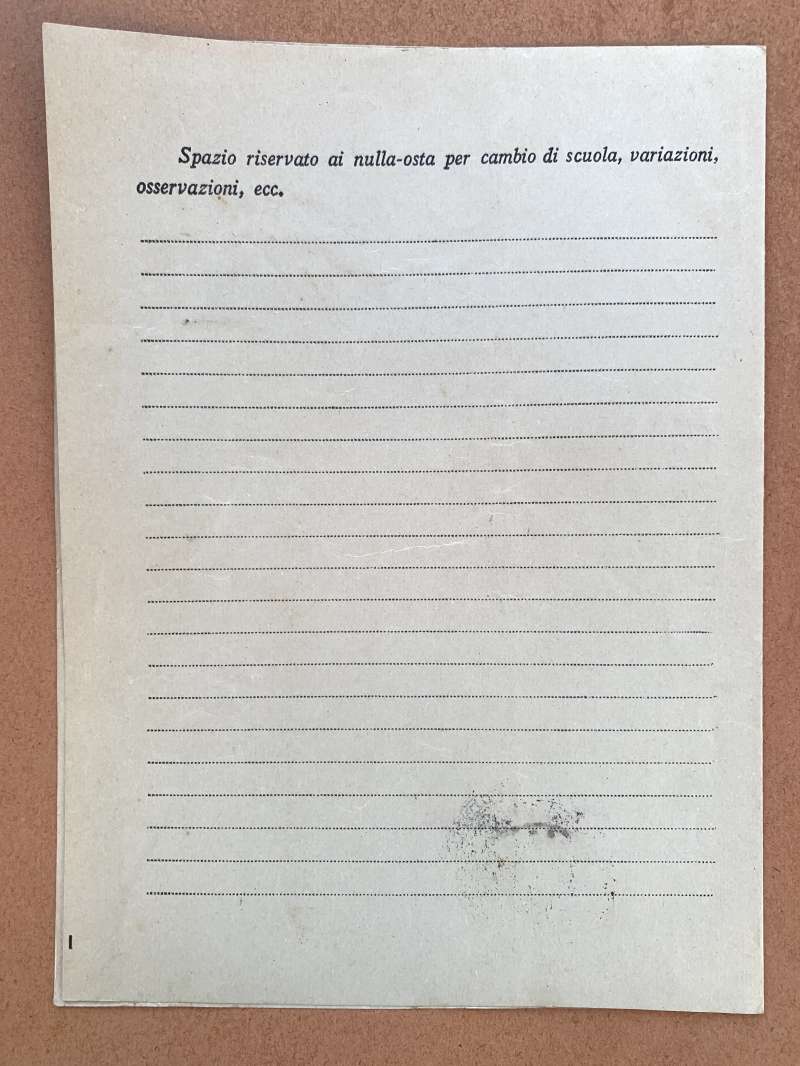 Spazio riservato ai nulla-osta per cambio di scuola, variazioni,
osservazioni, ecc.